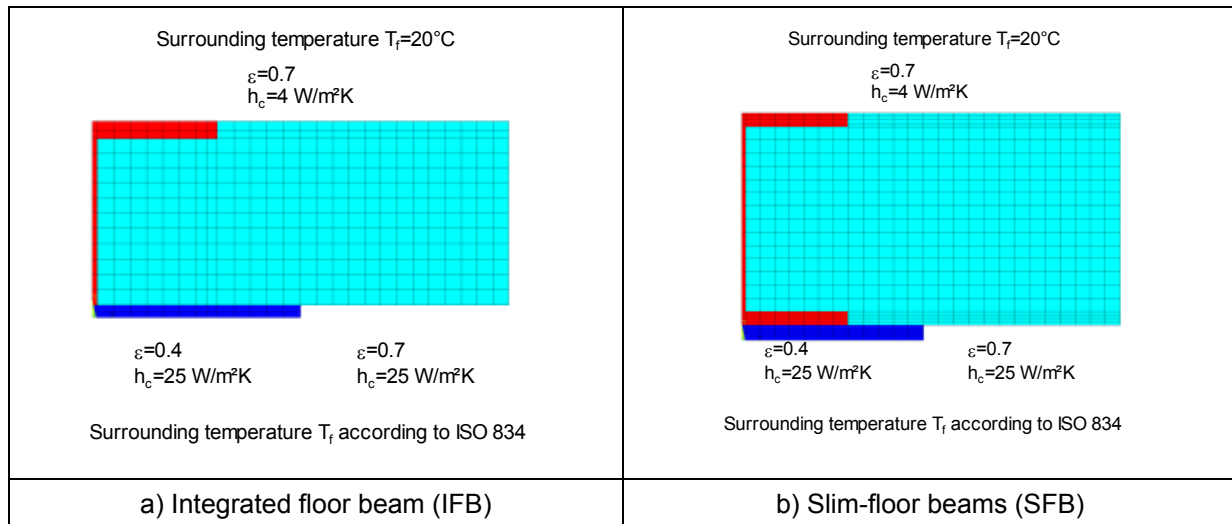 Surrounding temperature T_f=20°C
ε=0.7
h_c=4 W/m²K
ε=0.4 ε=0.7
h_c=25 W/m²K h_c=25 W/m²K
Surrounding temperature T_f according to ISO 834
a) Integrated floor beam (IFB)
Surrounding temperature T_f=20°C
ε=0.7
h_c=4 W/m²K
ε=0.4 ε=0.7
h_c=25 W/m²K h_c=25 W/m²K
Surrounding temperature T_f according to ISO 834
b) Slim-floor beams (SFB)